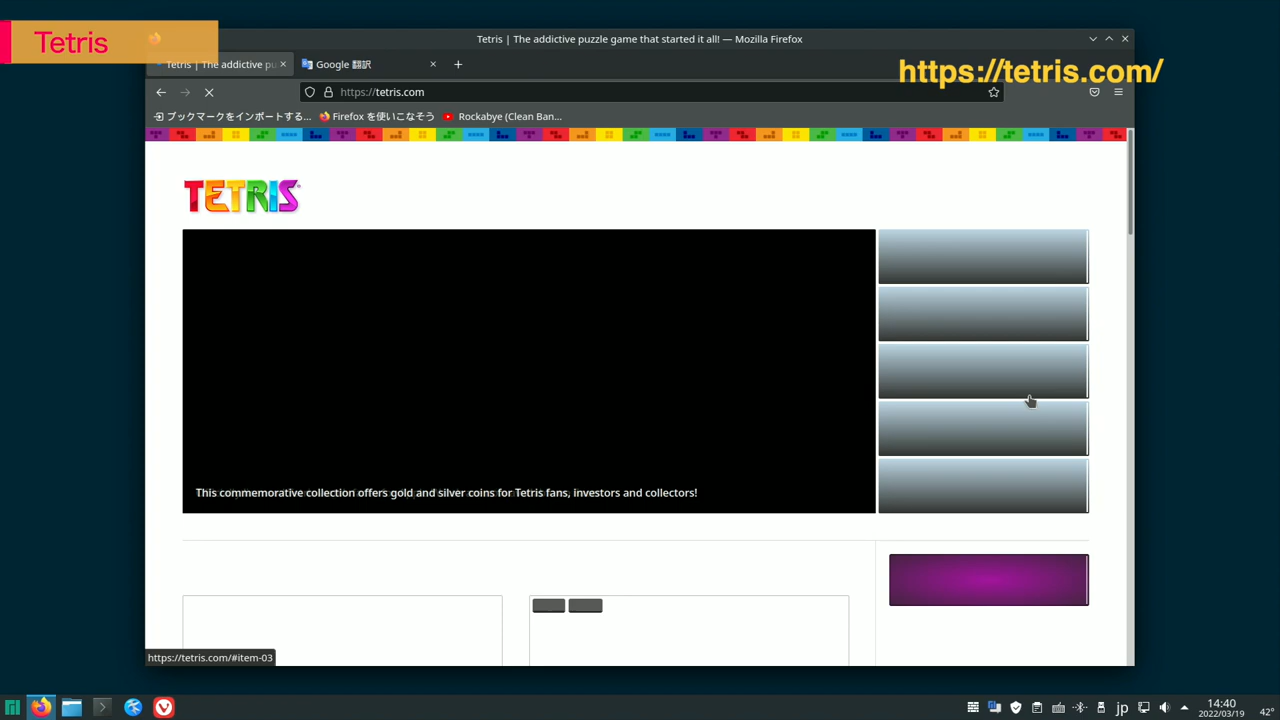 Tetris
Tetris | The addictive puzzle game that started it all! — Mozilla Firefox
Tetris | The addictive pu
Google 翻訳
https://tetris.com/
https://tetris.com
ブックマークをインポートする...
Firefox を使いこなそう
Rockabye (Clean Ban...
TETRIS
This commemorative collection offers gold and silver coins for Tetris fans, investors and collectors!
https://tetris.com/#item-03
jp
14:40
2022/03/19
42°